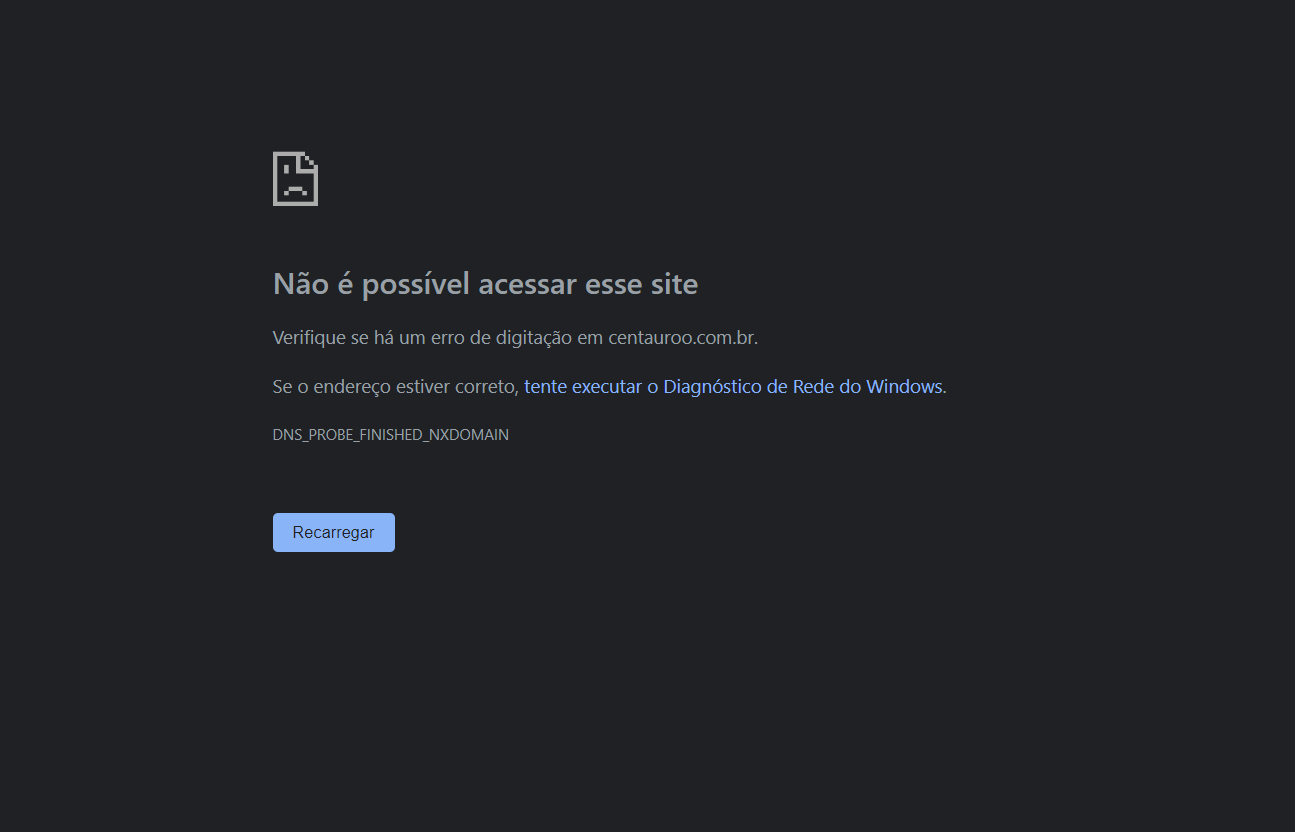 Não é possível acessar esse site
Verifique se há um erro de digitação em centauroo.com.br.
Se o endereço estiver correto, tente executar o Diagnóstico de Rede do Windows.
DNS_PROBE_FINISHED_NXDOMAIN
Recarregar